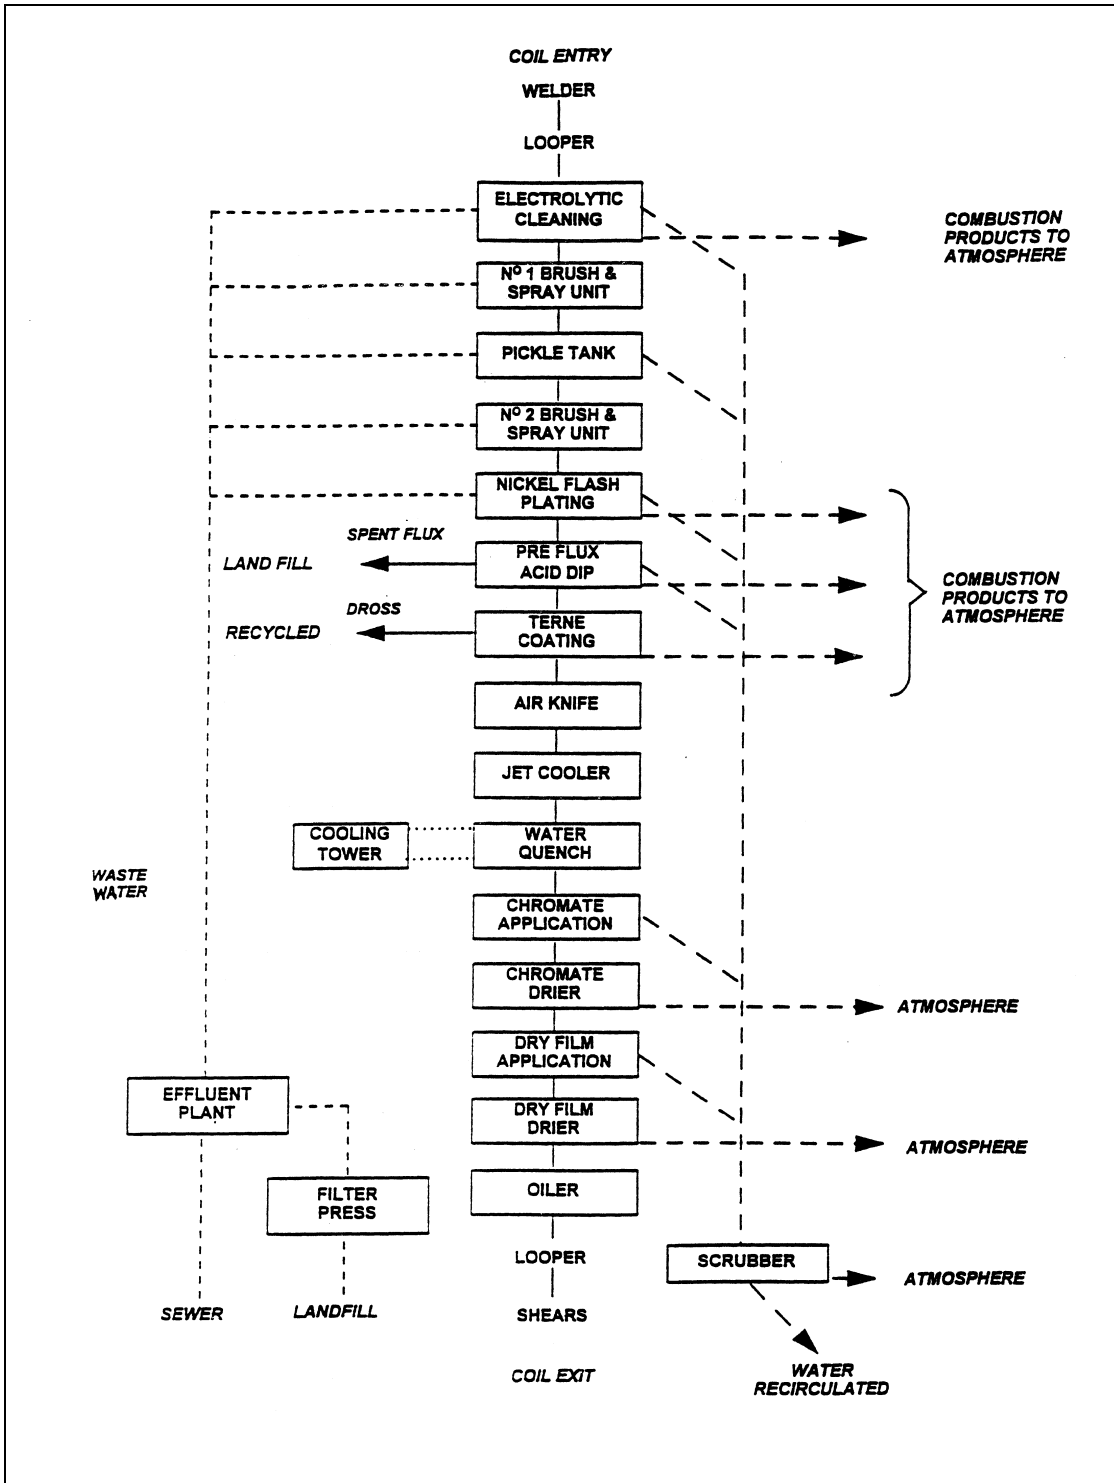 COIL ENTRY
WELDER
LOOPER
ELECTROLYTIC
CLEANING
COMBUSTION
PRODUCTS TO
ATMOSPHERE
Nº 1 BRUSH &
SPRAY UNIT
PICKLE TANK
Nº 2 BRUSH &
SPRAY UNIT
NICKEL FLASH
PLATING
SPENT FLUX
LAND FILL
PRE FLUX
ACID DIP
COMBUSTION
PRODUCTS TO
ATMOSPHERE
DROSS
RECYCLED
TERNE
COATING
AIR KNIFE
JET COOLER
COOLING
TOWER
WATER
QUENCH
WASTE
WATER
CHROMATE
APPLICATION
CHROMATE
DRIER
ATMOSPHERE
DRY FILM
APPLICATION
EFFLUENT
PLANT
DRY FILM
DRIER
ATMOSPHERE
FILTER
PRESS
OILER
LOOPER
SCRUBBER
ATMOSPHERE
SEWER
LANDFILL
SHEARS
COIL EXIT
WATER
RECIRCULATED